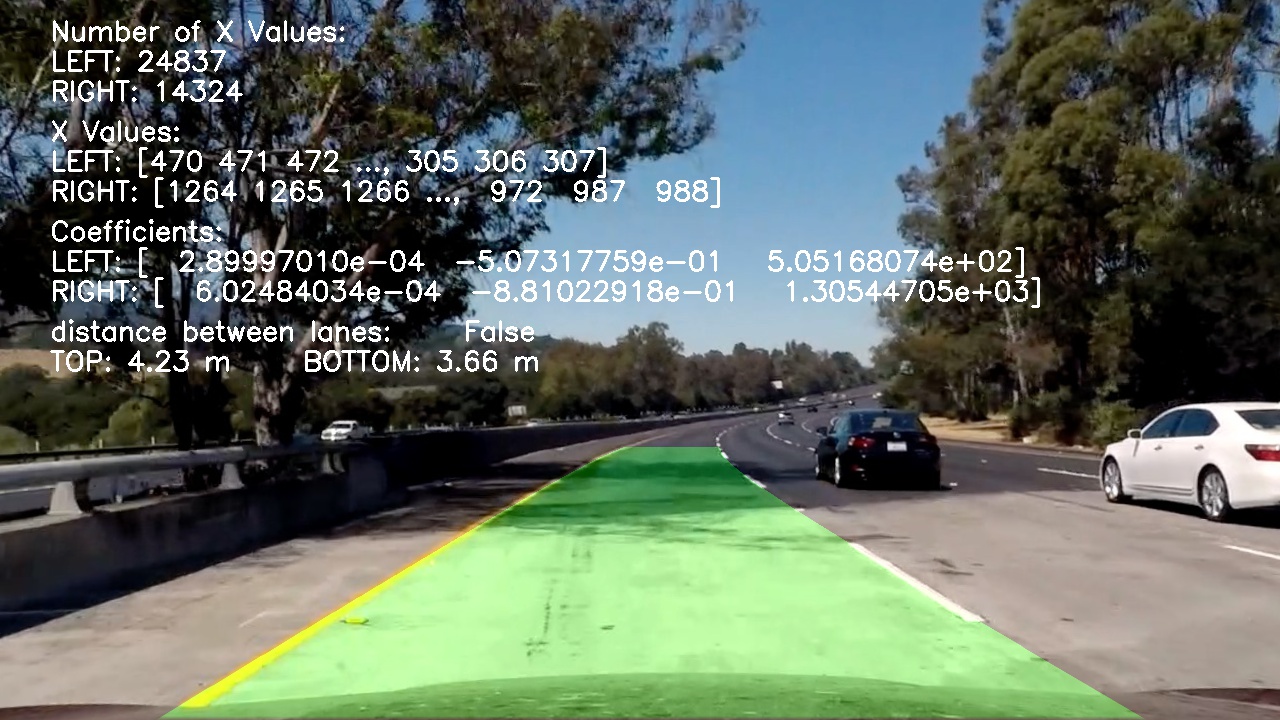 Number of X Values:
LEFT: 24837
RIGHT: 14324
X Values:
LEFT: [470 471 472 ..., 305 306 307]
RIGHT: [1264 1265 1266 ..., 972 987 988]
Coefficients:
LEFT: [ 2.89997010e-04 -5.07317759e-01 5.05168074e+02]
RIGHT: [ 6.02484034e-04 -8.81022918e-01 1.30544705e+03]
distance between lanes: False
TOP: 4.23 m BOTTOM: 3.66 m